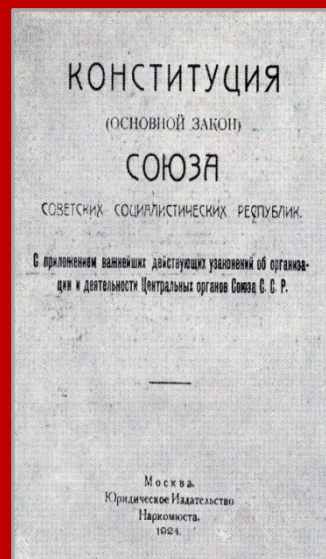 КОНСТИТУЦИЯ
(ОСНОВНОЙ ЗАКОН)
СОЮЗА
СОВЕТСКИХ СОЦИАЛИСТИЧЕСКИХ РЕСПУБЛИК.
С приложением важнейших действующих узаконений об организа-
ции и деятельности Центральных органов Союза С. С. Р.
Москва.
Юридическое Издательство
Наркомюста.
1924.